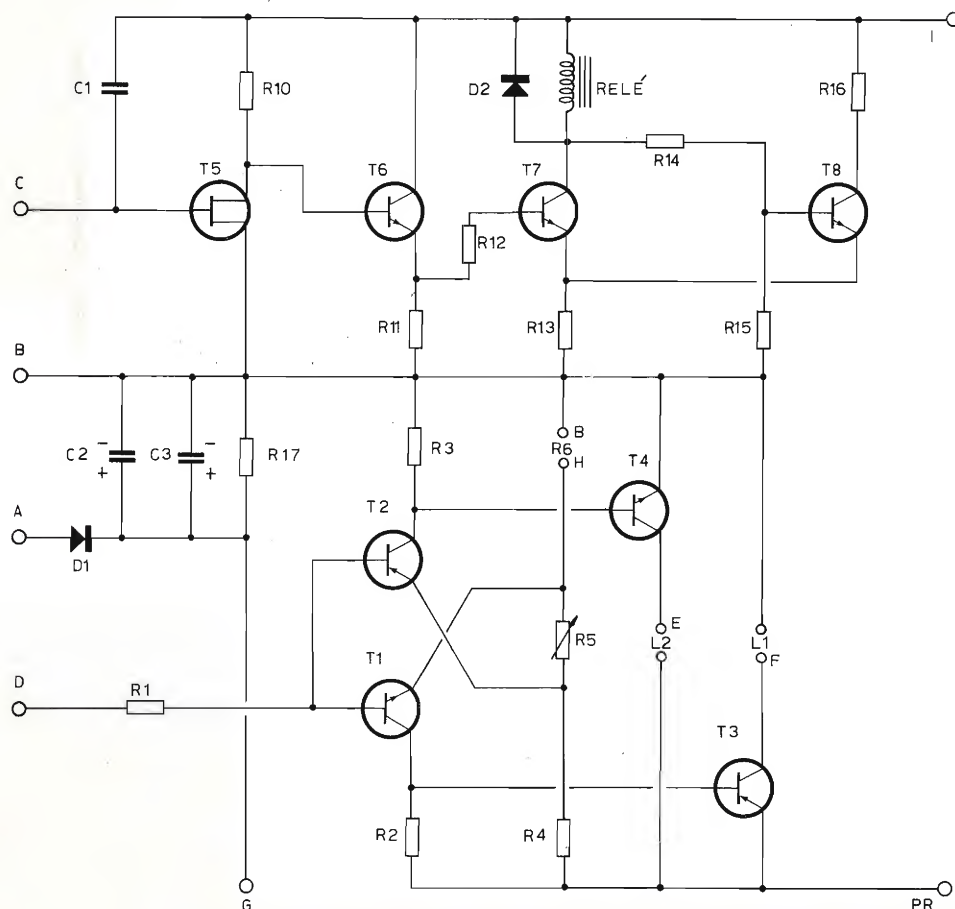 I
C1
R10
D2
RELÉ
R16
R14
C
T5
T6
T7
T8
R12
R11
R13
R15
B
B
R6
H
C2
−
+
C3
−
+
R17
R3
T4
A
D1
T2
E
L2
L1
F
R5
D
R1
T1
T3
R2
R4
G
PR